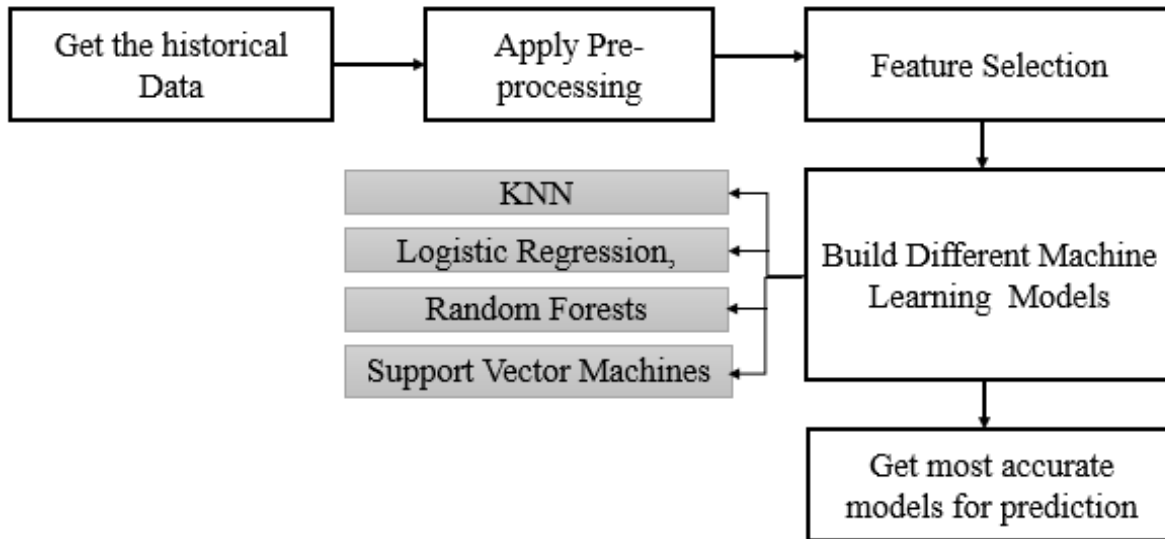 Get the historical
Data
Apply Pre-
processing
Feature Selection
KNN
Logistic Regression,
Random Forests
Support Vector Machines
Build Different Machine
Learning Models
Get most accurate
models for prediction